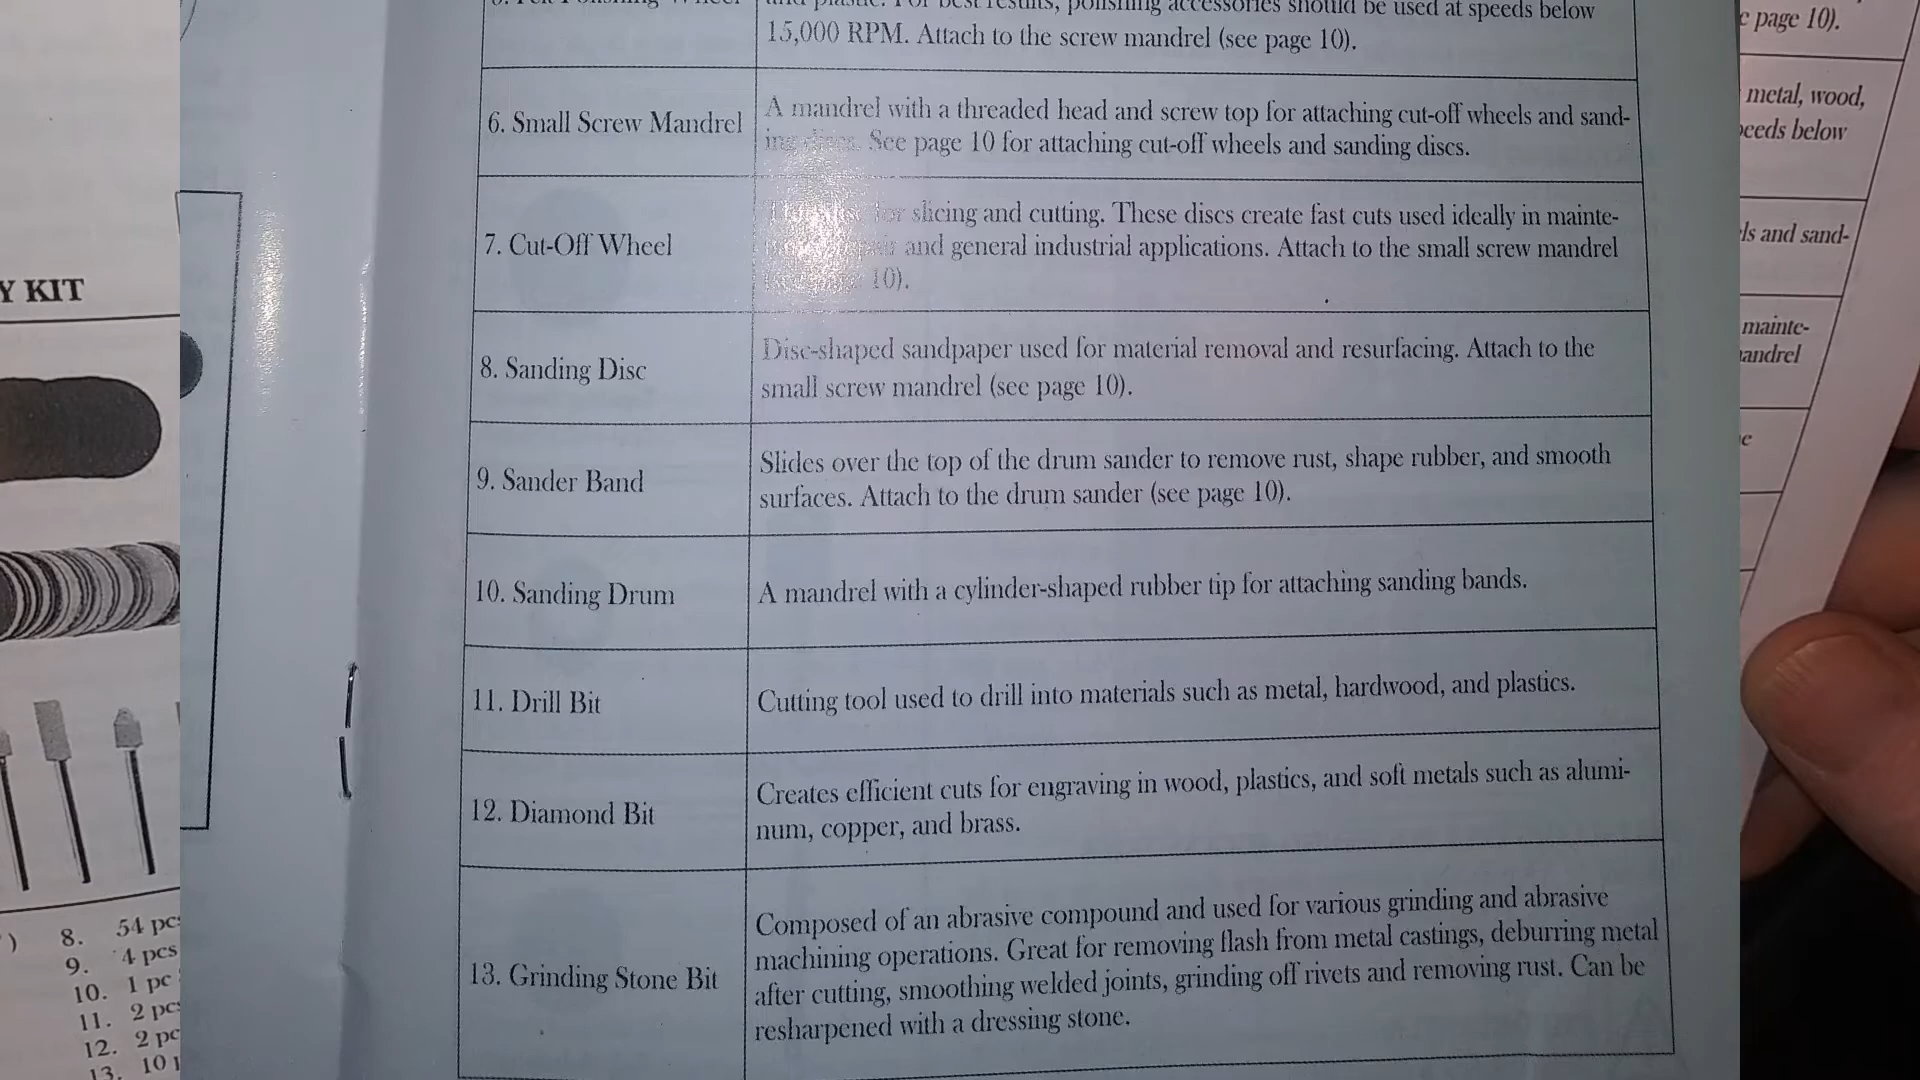 15,000 RPM. Attach to the screw mandrel (see page 10).
6. Small Screw Mandrel
A mandrel with a threaded head and screw top for attaching cut-off wheels and sand-
ing discs. See page 10 for attaching cut-off wheels and sanding discs.
7. Cut-Off Wheel
for slicing and cutting. These discs create fast cuts used ideally in mainte-
and general industrial applications. Attach to the small screw mandrel
10).
8. Sanding Disc
Disc-shaped sandpaper used for material removal and resurfacing. Attach to the
small screw mandrel (see page 10).
9. Sander Band
Slides over the top of the drum sander to remove rust, shape rubber, and smooth
surfaces. Attach to the drum sander (see page 10).
10. Sanding Drum
A mandrel with a cylinder-shaped rubber tip for attaching sanding bands.
11. Drill Bit
Cutting tool used to drill into materials such as metal, hardwood, and plastics.
12. Diamond Bit
Creates efficient cuts for engraving in wood, plastics, and soft metals such as alumi-
num, copper, and brass.
13. Grinding Stone Bit
Composed of an abrasive compound and used for various grinding and abrasive
machining operations. Great for removing flash from metal castings, deburring metal
after cutting, smoothing welded joints, grinding off rivets and removing rust. Can be
resharpened with a dressing stone.
Y KIT
8. 54 pc
9. 4 pcs
10. 1 pc
11. 2 pc
12. 2 pc
13. 10
page 10).
metal, wood,
below
and sand-
mainte-